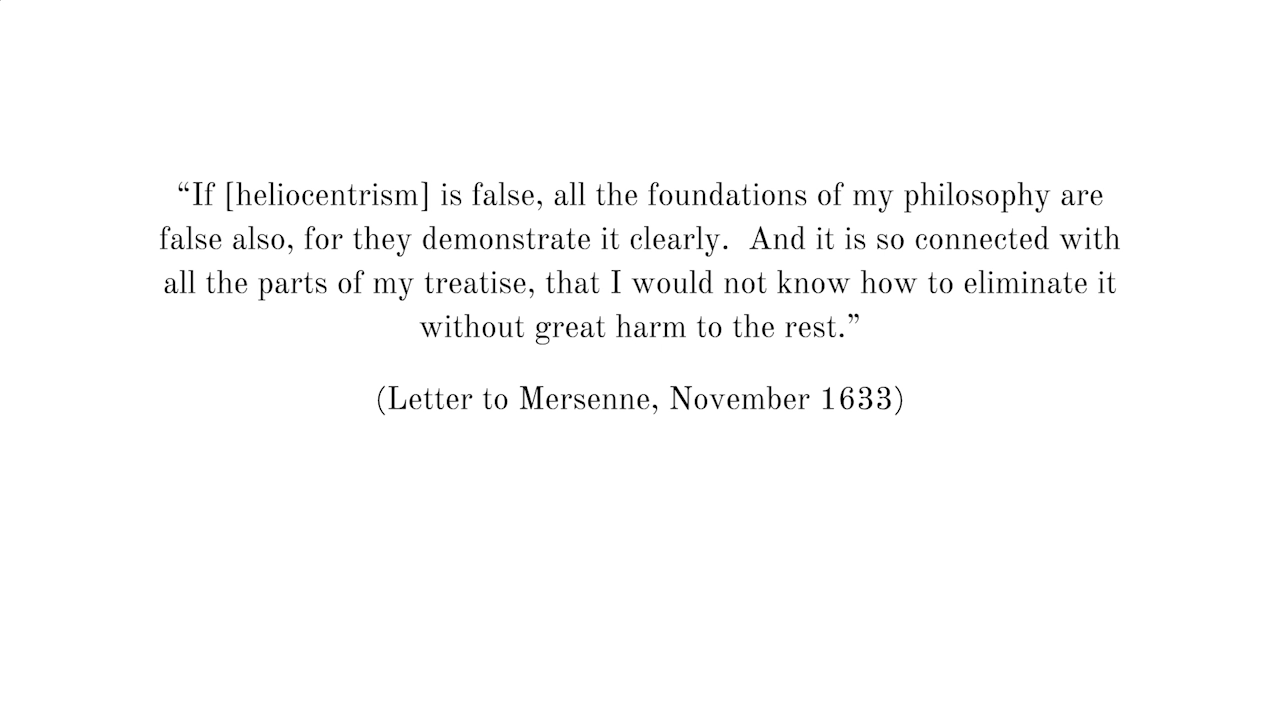 “If [heliocentrism] is false, all the foundations of my philosophy are
false also, for they demonstrate it clearly.  And it is so connected with
all the parts of my treatise, that I would not know how to eliminate it
without great harm to the rest.”
(Letter to Mersenne, November 1633)